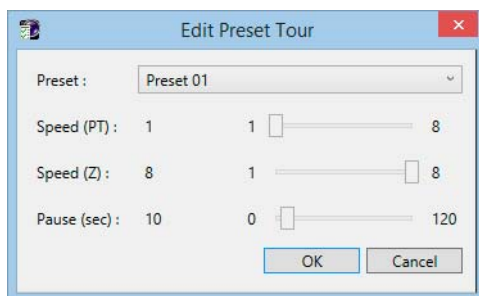 Edit Preset Tour
Preset : Preset 01
Speed (PT) : 1 1 8
Speed (Z) : 8 1 8
Pause (sec) : 10 0 120
OK Cancel